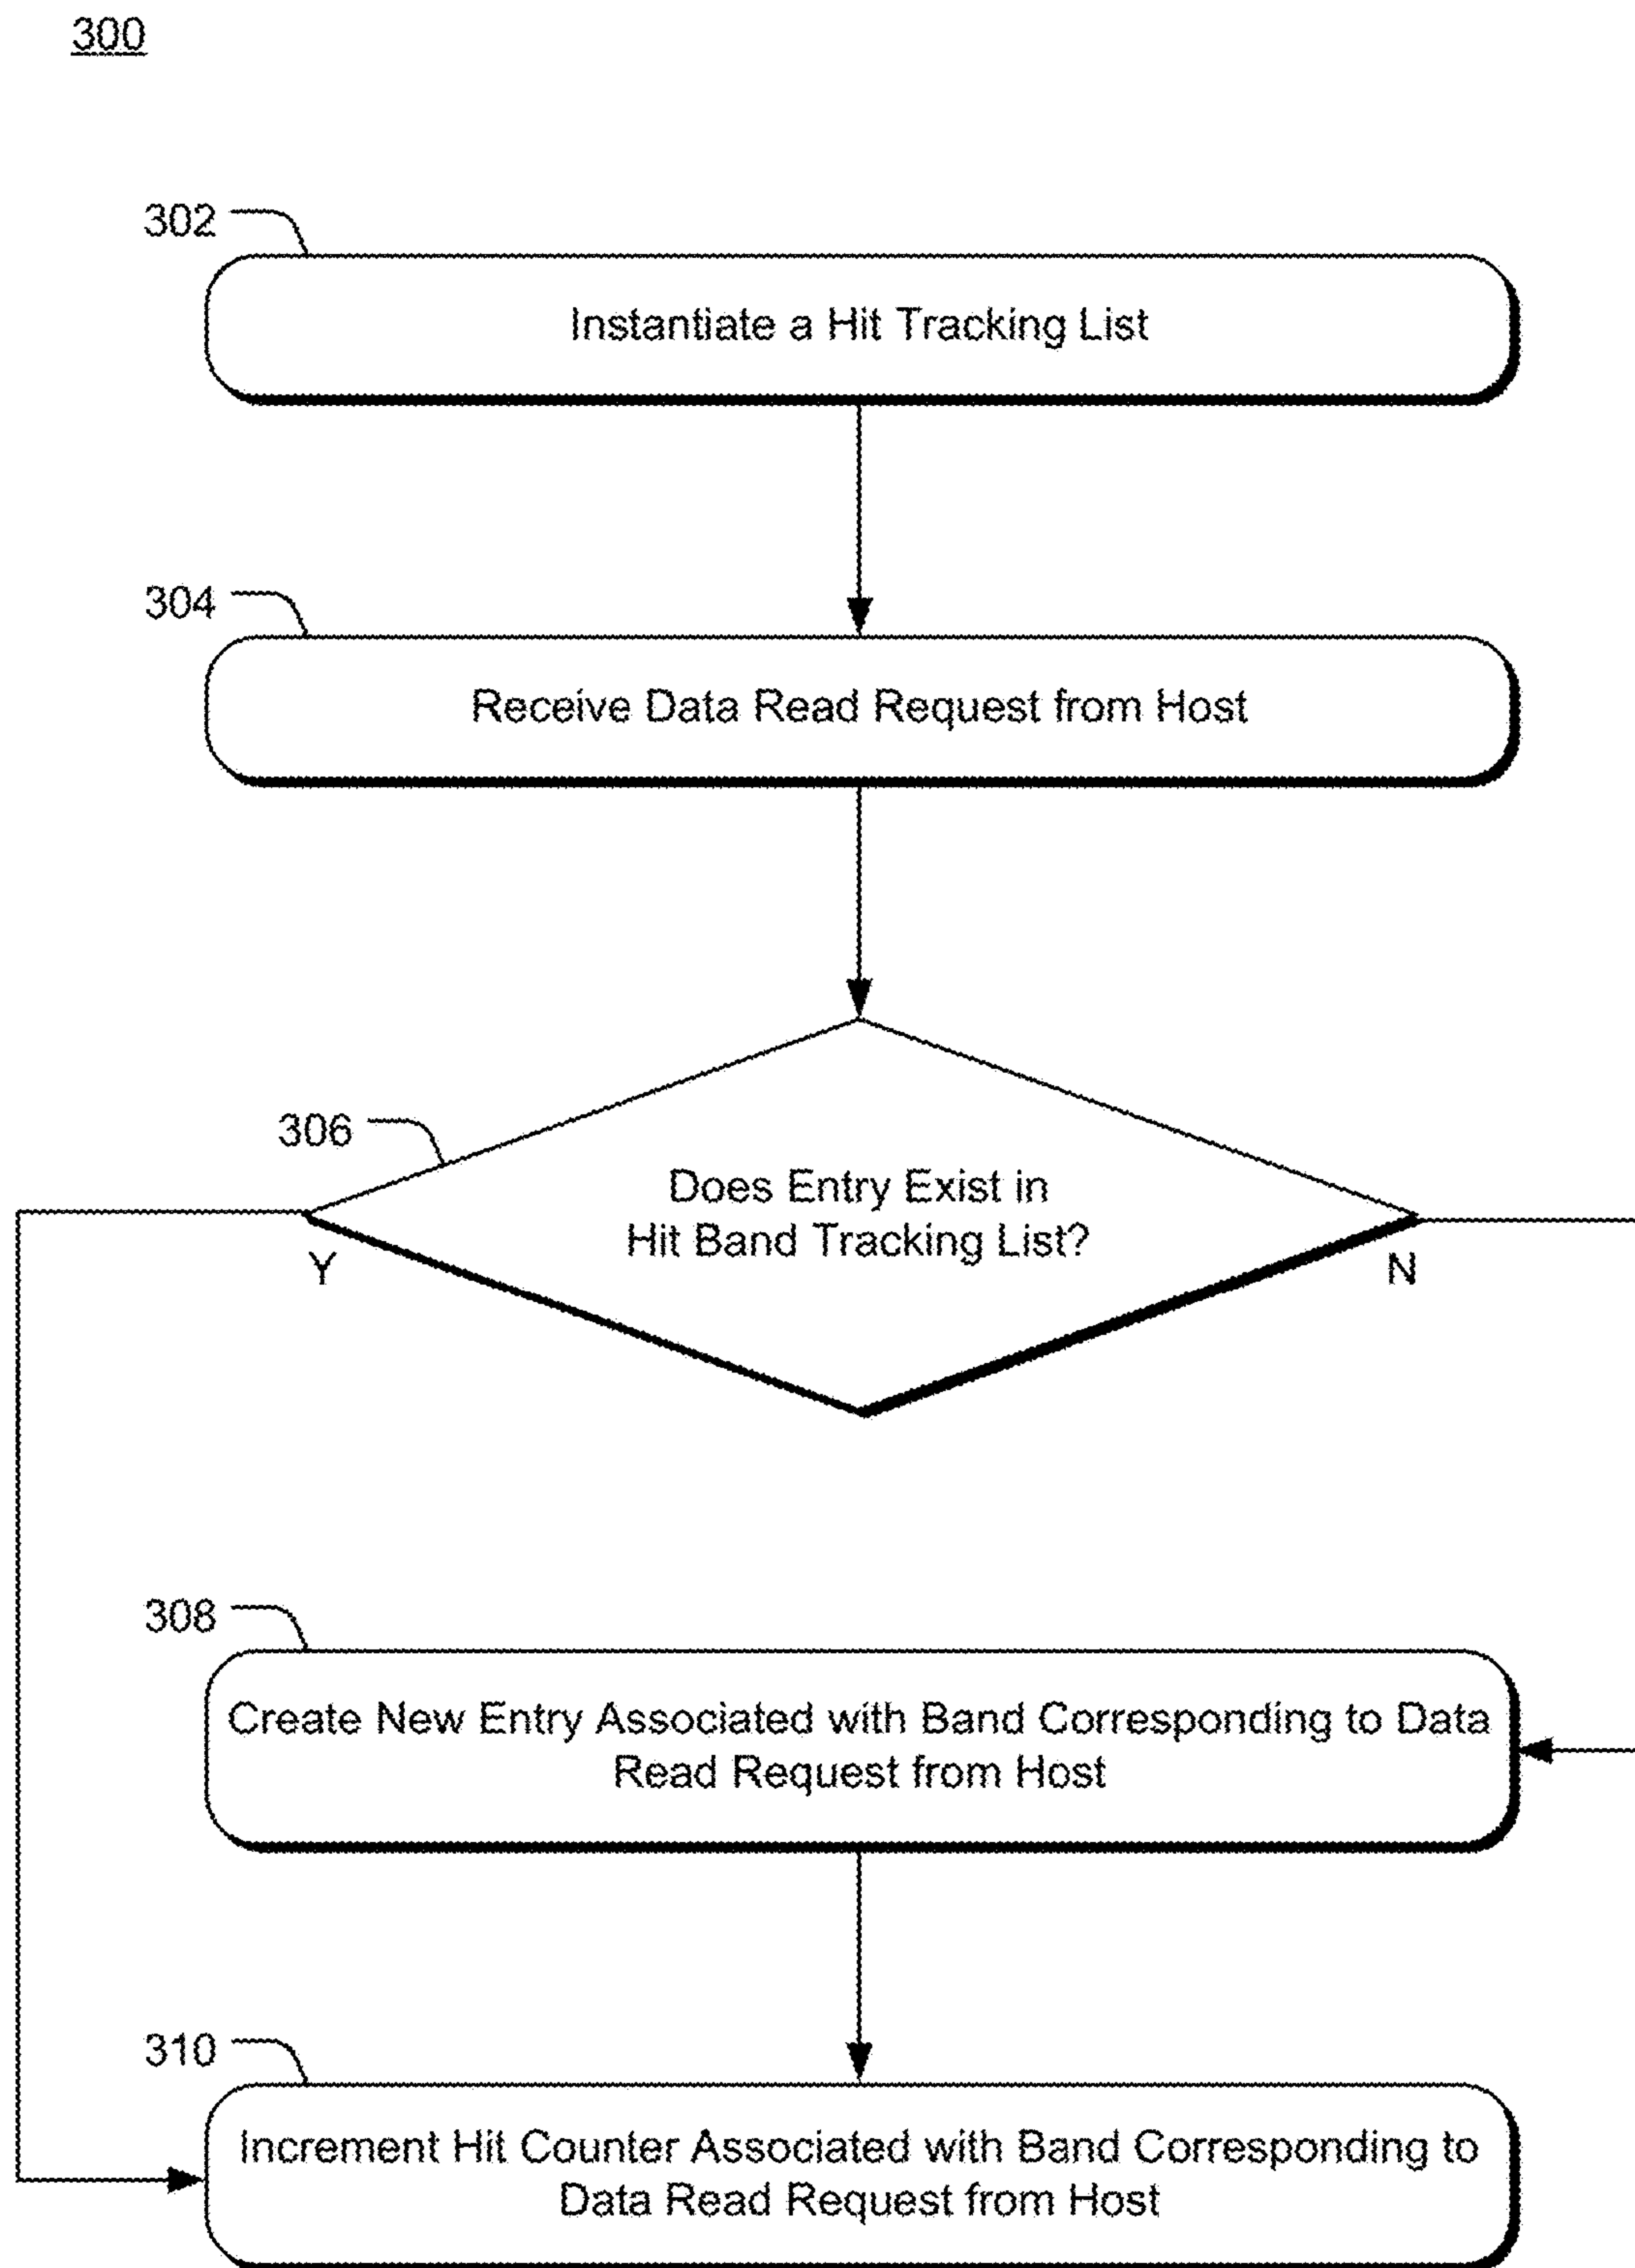 300
302
Instantiate a Hit Tracking List
304
Receive Data Read Request from Host
306
Does Entry Exist in
Hit Band Tracking List?
Y
N
308
Create New Entry Associated with Band Corresponding to Data
Read Request from Host
310
Increment Hit Counter Associated with Band Corresponding to
Data Read Request from Host